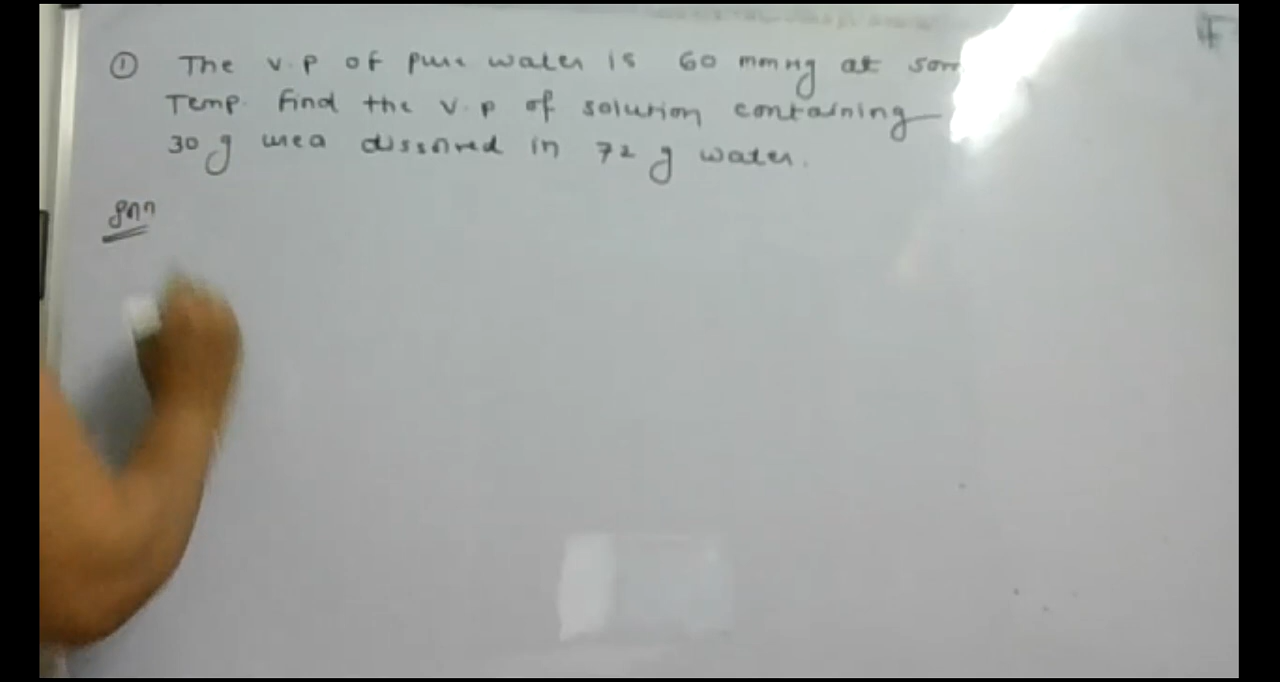 ① The v.p of pure water is 60 mmHg at som
Temp. find the v.p of solution containing
30 g urea dissolved in 72 g water.
Soln